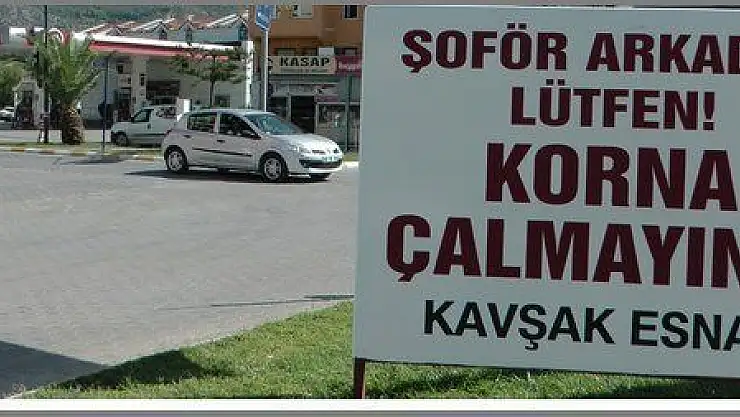 KASAP
ŞOFÖR ARKAD
LÜTFEN!
KORNA
ÇALMAYIN
KAVŞAK ESNA